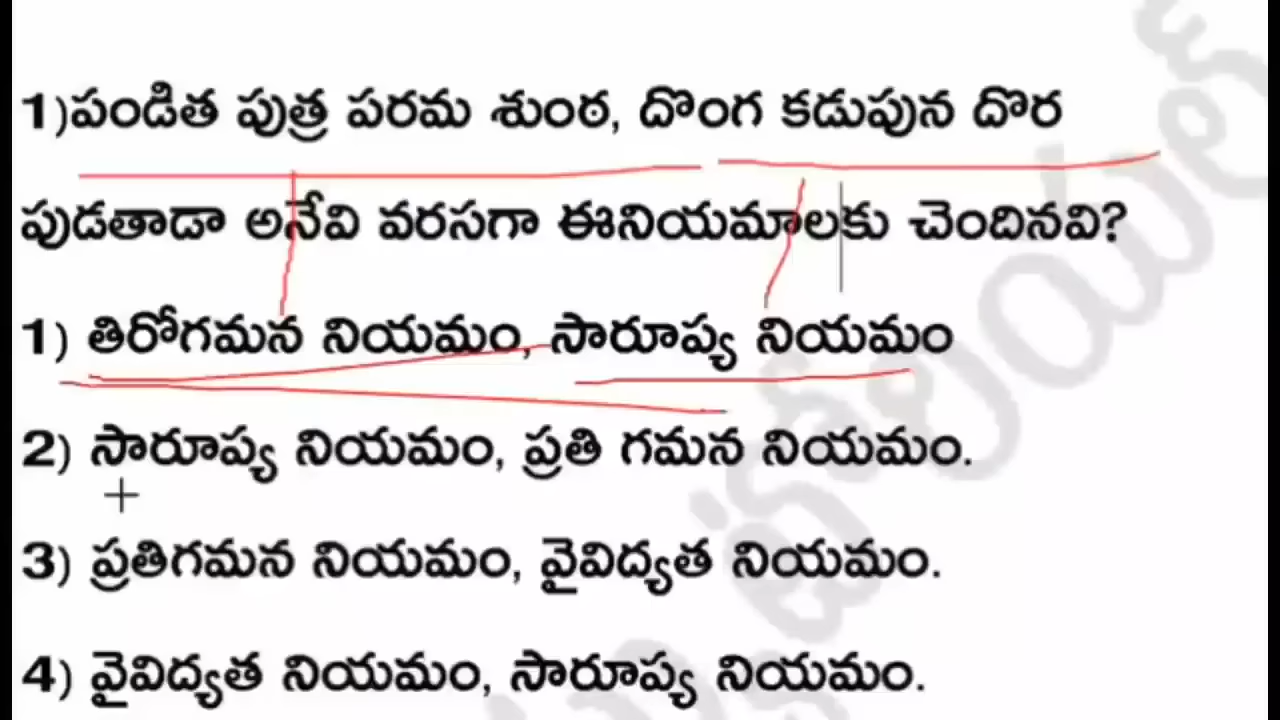 1)పండిత పుత్ర పరమ శుంఠ, దొంగ కడుపున దొర
పుడతాడా అనేవి వరసగా ఈనియమాలకు చెందినవి?
1) తిరోగమన నియమం, సారూప్య నియమం
2) సారూప్య నియమం, ప్రతి గమన నియమం.
3) ప్రతిగమన నియమం, వైవిద్యత నియమం.
4) వైవిద్యత నియమం, సారూప్య నియమం.